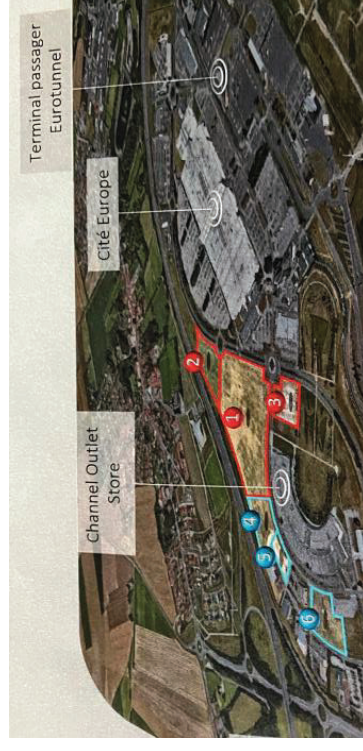 Channel Outlet
Store
Cité Europe
Terminal passager
Eurotunnel
1
2
3
4
5
6